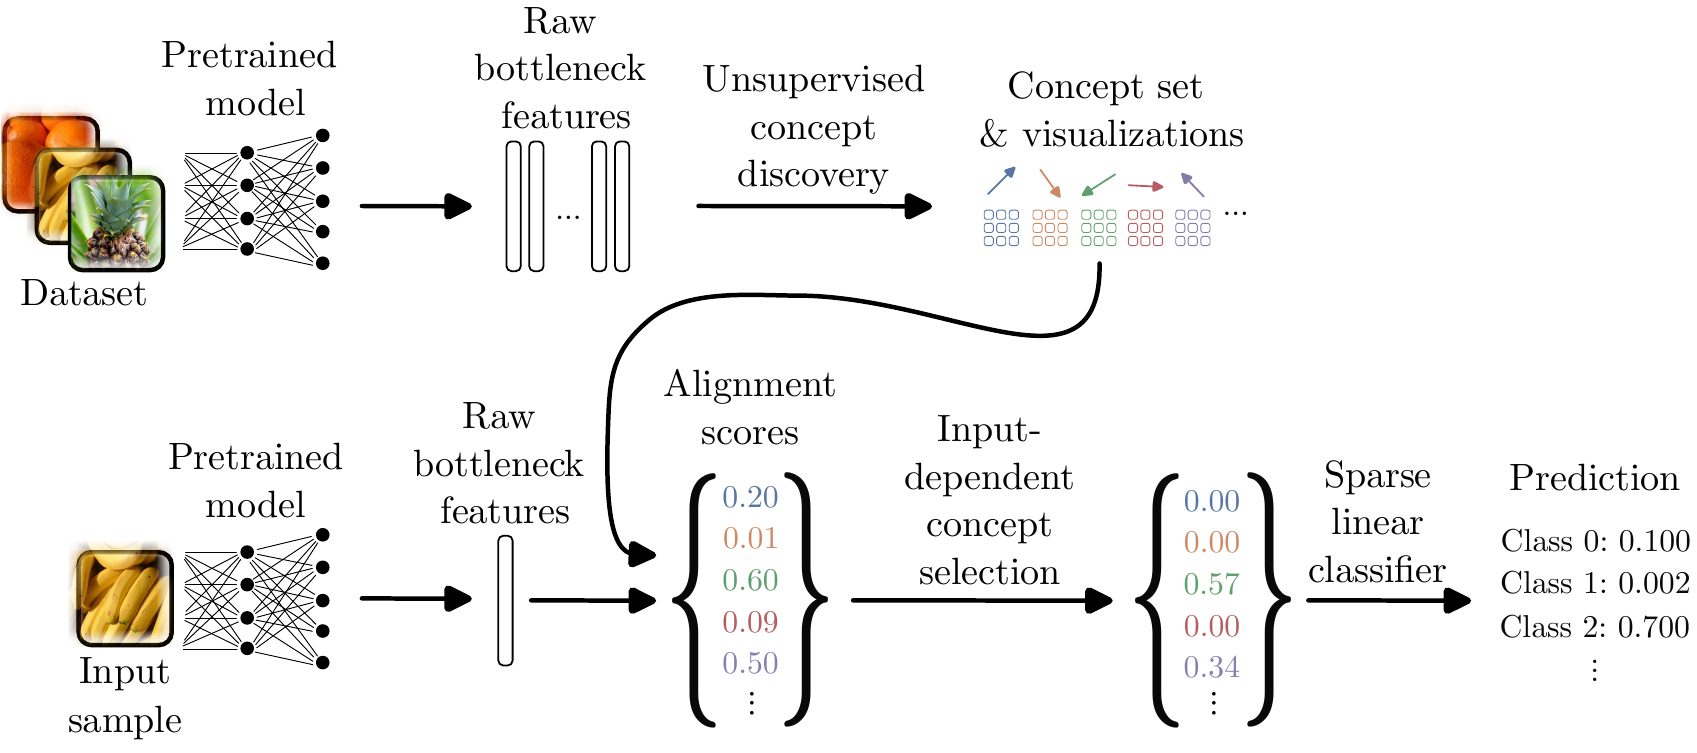 Pretrained
model
Dataset
Raw
bottleneck
features
...
Unsupervised
concept
discovery
Concept set
& visualizations
...
Pretrained
model
Input
sample
Raw
bottleneck
features
Alignment
scores
0.20
0.01
0.60
0.09
0.50
⋮
Input-
dependent
concept
selection
0.00
0.00
0.57
0.00
0.34
⋮
Sparse
linear
classifier
Prediction
Class 0: 0.100
Class 1: 0.002
Class 2: 0.700
⋮